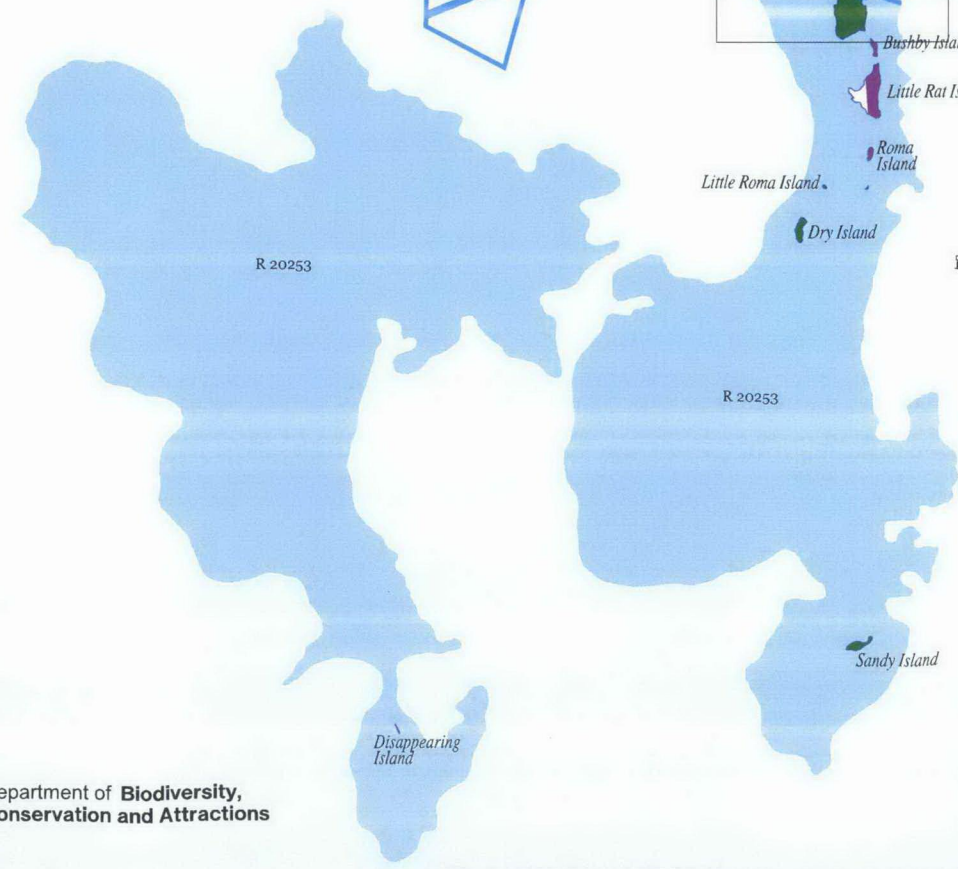 Bushby Isla
Little Rat Is
Roma
Island
Little Roma Island
Dry Island
R 20253
R 20253
Sandy Island
Disappearing
Island
epartment of Biodiversity,
onservation and Attractions